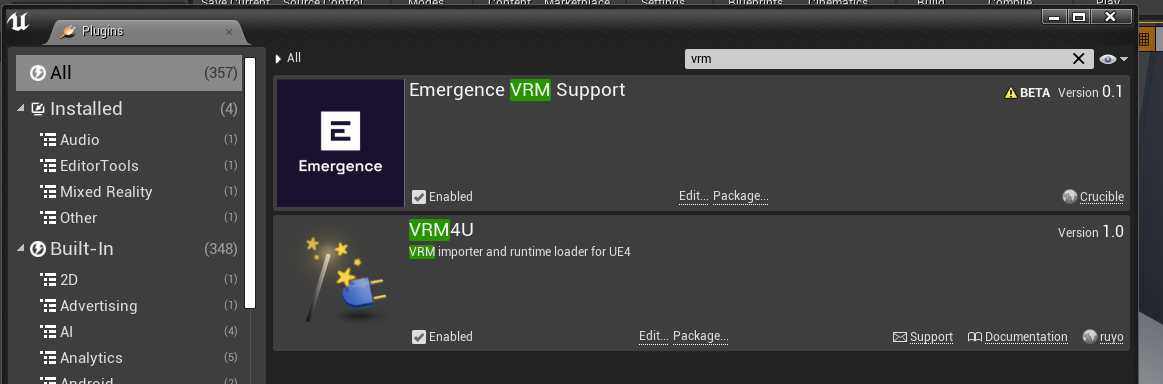 Save Current
Source Control
Modes
Content
Marketplace
Settings
Blueprints
Cinematics
Build
Compile
Play
Plugins
All (357)
Installed (4)
Audio (1)
EditorTools (1)
Mixed Reality (1)
Other (1)
Built-In (348)
2D (1)
Advertising (1)
AI (4)
Analytics (5)
Android (2)
All
vrm
Emergence VRM Support
BETA Version 0.1
E
Emergence
Enabled
Edit... Package...
Crucible
VRM4U
Version 1.0
VRM importer and runtime loader for UE4
Enabled
Edit... Package...
Support
Documentation
ruyo